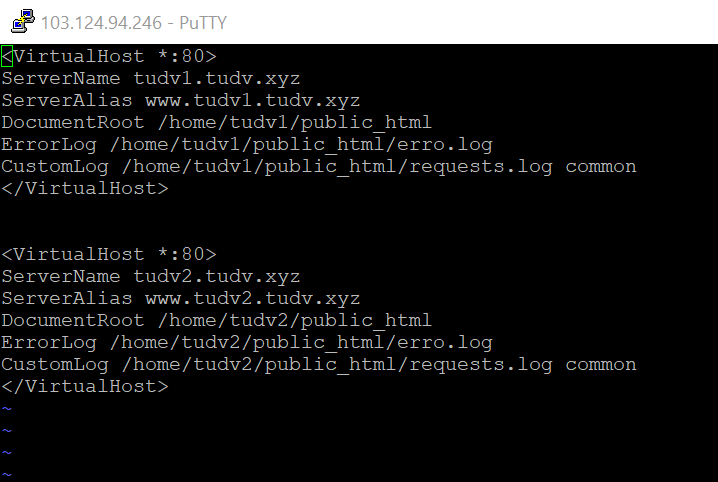 103.124.94.246 - PuTTY
<VirtualHost *:80>
ServerName tudv1.tudv.xyz
ServerAlias www.tudv1.tudv.xyz
DocumentRoot /home/tudv1/public_html
ErrorLog /home/tudv1/public_html/erro.log
CustomLog /home/tudv1/public_html/requests.log common
</VirtualHost>
<VirtualHost *:80>
ServerName tudv2.tudv.xyz
ServerAlias www.tudv2.tudv.xyz
DocumentRoot /home/tudv2/public_html
ErrorLog /home/tudv2/public_html/erro.log
CustomLog /home/tudv2/public_html/requests.log common
</VirtualHost>
~
~
~
~